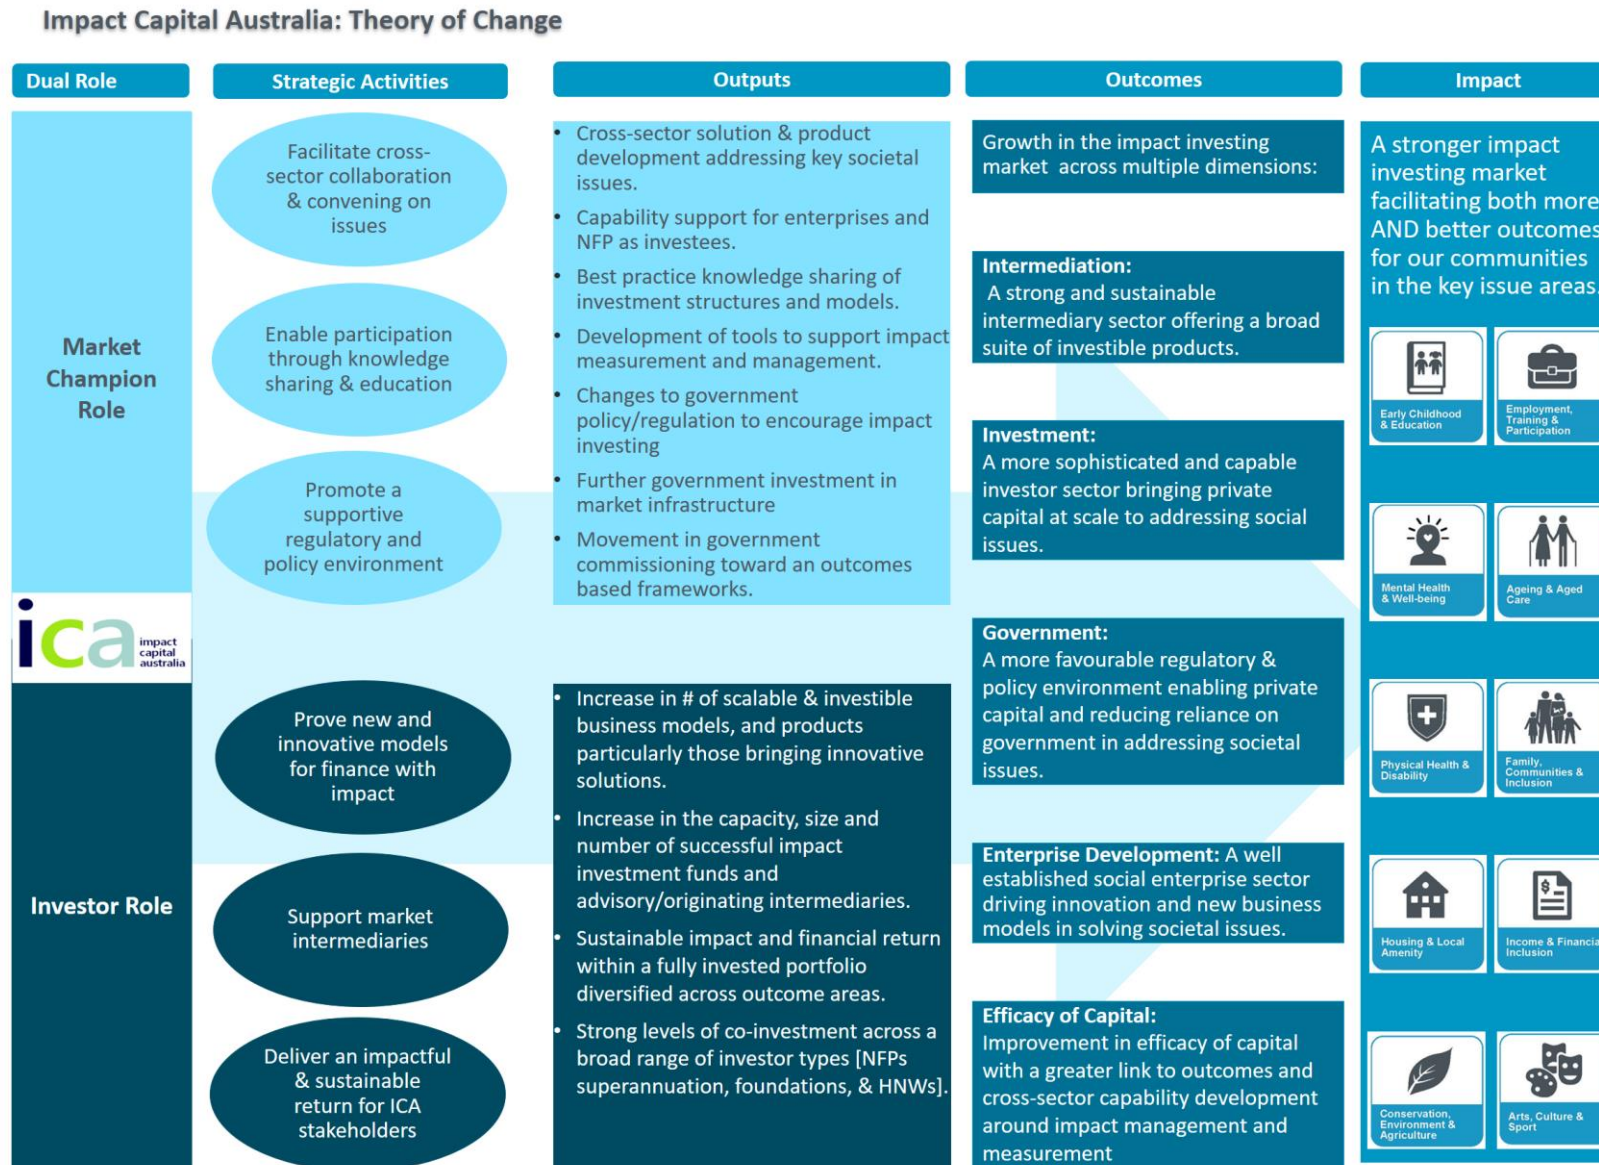 Impact Capital Australia: Theory of Change
Dual Role
Strategic Activities
Outputs
Outcomes
Impact
Market
Champion
Role
ica
impact
capital
australia
Investor Role
Facilitate cross-
sector collaboration
& convening on
issues
Enable participation
through knowledge
sharing & education
Promote a
supportive
regulatory and
policy environment
Prove new and
innovative models
for finance with
impact
Support market
intermediaries
Deliver an impactful
& sustainable
return for ICA
stakeholders
• Cross-sector solution & product
development addressing key societal
issues.
• Capability support for enterprises and
NFP as investees.
• Best practice knowledge sharing of
investment structures and models.
• Development of tools to support impact
measurement and management.
• Changes to government
policy/regulation to encourage impact
investing
• Further government investment in
market infrastructure
• Movement in government
commissioning toward an outcomes
based frameworks.
• Increase in # of scalable & investible
business models, and products
particularly those bringing innovative
solutions.
• Increase in the capacity, size and
number of successful impact
investment funds and
advisory/originating intermediaries.
• Sustainable impact and financial return
within a fully invested portfolio
diversified across outcome areas.
• Strong levels of co-investment across a
broad range of investor types [NFPs
superannuation, foundations, & HNWs].
Growth in the impact investing
market across multiple dimensions:
Intermediation:
A strong and sustainable
intermediary sector offering a broad
suite of investible products.
Investment:
A more sophisticated and capable
investor sector bringing private
capital at scale to addressing social
issues.
Government:
A more favourable regulatory &
policy environment enabling private
capital and reducing reliance on
government in addressing societal
issues.
Enterprise Development: A well
established social enterprise sector
driving innovation and new business
models in solving societal issues.
Efficacy of Capital:
Improvement in efficacy of capital
with a greater link to outcomes and
cross-sector capability development
around impact management and
measurement
A stronger impact
investing market
facilitating both more
AND better outcomes
for our communities
in the key issue areas.
Early Childhood
& Education
Employment,
Training &
Participation
Mental Health
& Well-being
Ageing & Aged
Care
Physical Health &
Disability
Family,
Communities &
Inclusion
Housing & Local
Amenity
Income & Financial
Inclusion
Conservation,
Environment &
Agriculture
Arts, Culture &
Sport